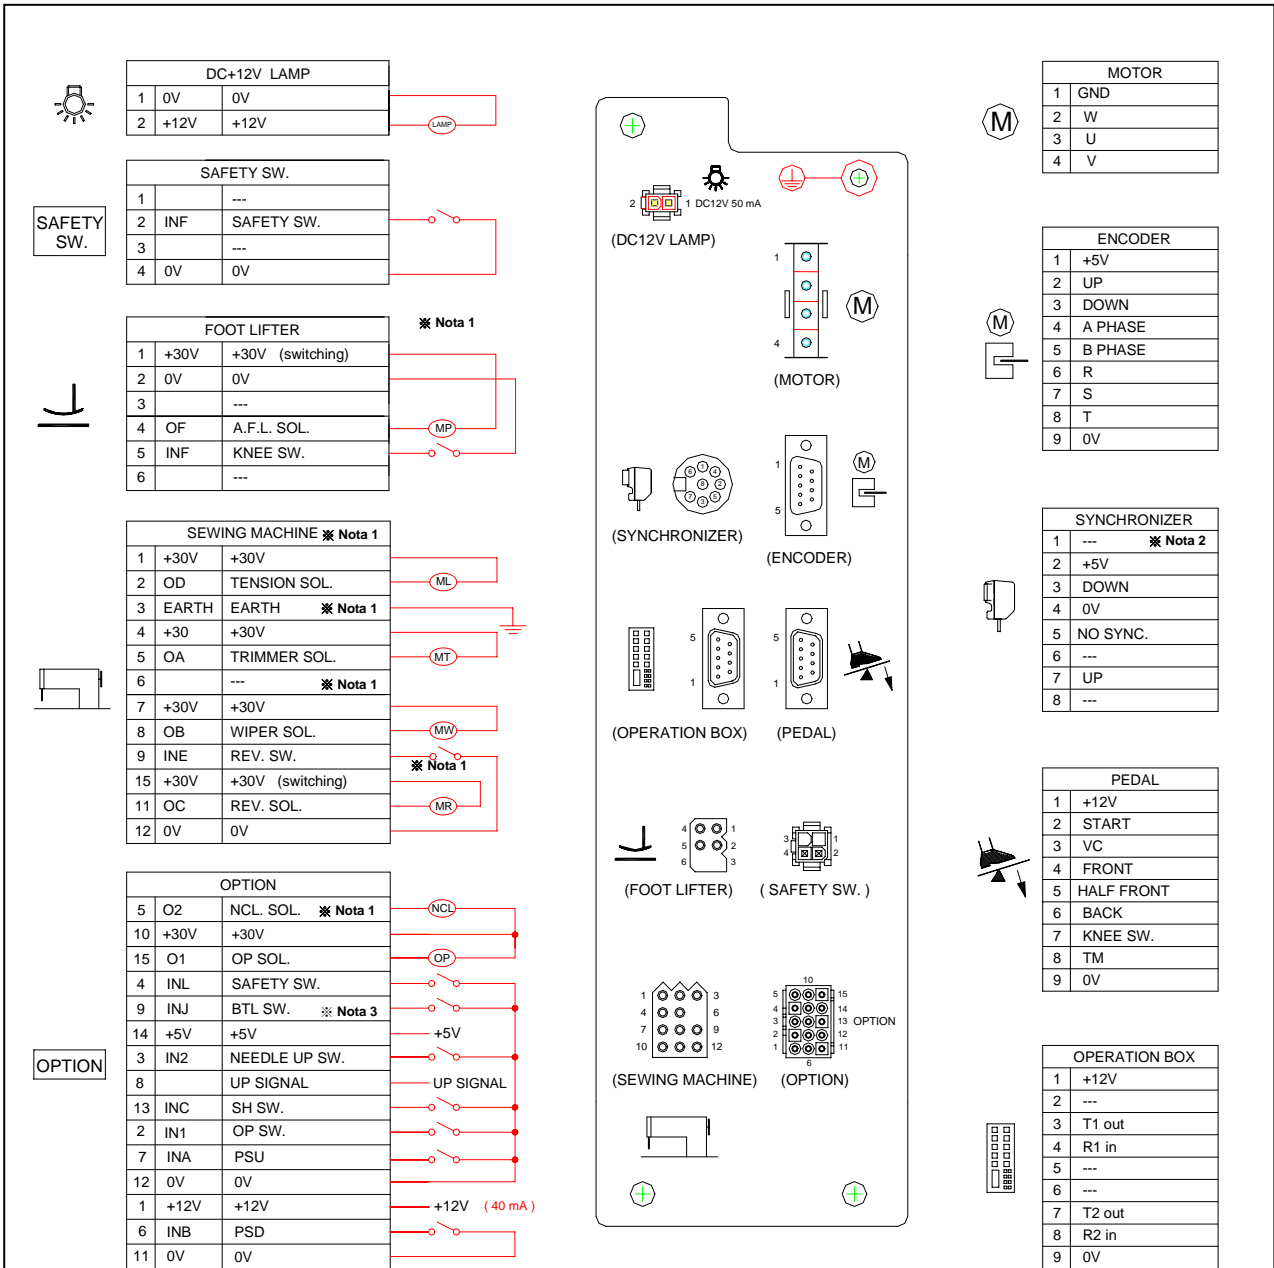 DC+12V LAMP
1 0V 0V
2 +12V +12V
LAMP
SAFETY SW.
SAFETY SW.
1 ---
2 INF SAFETY SW.
3 ---
4 0V 0V
※ Nota 1
FOOT LIFTER
1 +30V +30V (switching)
2 0V 0V
3 ---
4 OF A.F.L. SOL.
MP
5 INF KNEE SW.
6 ---
SEWING MACHINE ※ Nota 1
1 +30V +30V
2 OD TENSION SOL.
ML
3 EARTH EARTH ※ Nota 1
4 +30 +30V
5 OA TRIMMER SOL.
MT
6 --- ※ Nota 1
7 +30V +30V
8 OB WIPER SOL.
MW
9 INE REV. SW.
※ Nota 1
15 +30V +30V (switching)
11 OC REV. SOL.
MR
12 0V 0V
OPTION
OPTION
5 O2 NCL. SOL. ※ Nota 1
NCL
10 +30V +30V
15 O1 OP SOL.
OP
4 INL SAFETY SW.
9 INJ BTL SW. ※ Nota 3
14 +5V +5V
+5V
3 IN2 NEEDLE UP SW.
8 UP SIGNAL
UP SIGNAL
13 INC SH SW.
2 IN1 OP SW.
7 INA PSU
12 0V 0V
1 +12V +12V
+12V ( 40 mA )
6 INB PSD
11 0V 0V
2 1 DC12V 50 mA
(DC12V LAMP)
1
M
4
(MOTOR)
6 1 4
8 2
7 3 5
(SYNCHRONIZER)
1
M
5
(ENCODER)
5
1
(OPERATION BOX)
5
1
(PEDAL)
4 1
5 2
6 3
(FOOT LIFTER)
3 1
4 2
( SAFETY SW. )
1 3
4 6
7 9
10 12
(SEWING MACHINE)
10
5 15
4 14
3 13 OPTION
2 12
1 11
6
(OPTION)
M
MOTOR
1 GND
2 W
3 U
4 V
M
ENCODER
1 +5V
2 UP
3 DOWN
4 A PHASE
5 B PHASE
6 R
7 S
8 T
9 0V
SYNCHRONIZER
1 --- ※ Nota 2
2 +5V
3 DOWN
4 0V
5 NO SYNC.
6 ---
7 UP
8 ---
PEDAL
1 +12V
2 START
3 VC
4 FRONT
5 HALF FRONT
6 BACK
7 KNEE SW.
8 TM
9 0V
OPERATION BOX
1 +12V
2 ---
3 T1 out
4 R1 in
5 ---
6 ---
7 T2 out
8 R2 in
9 0V